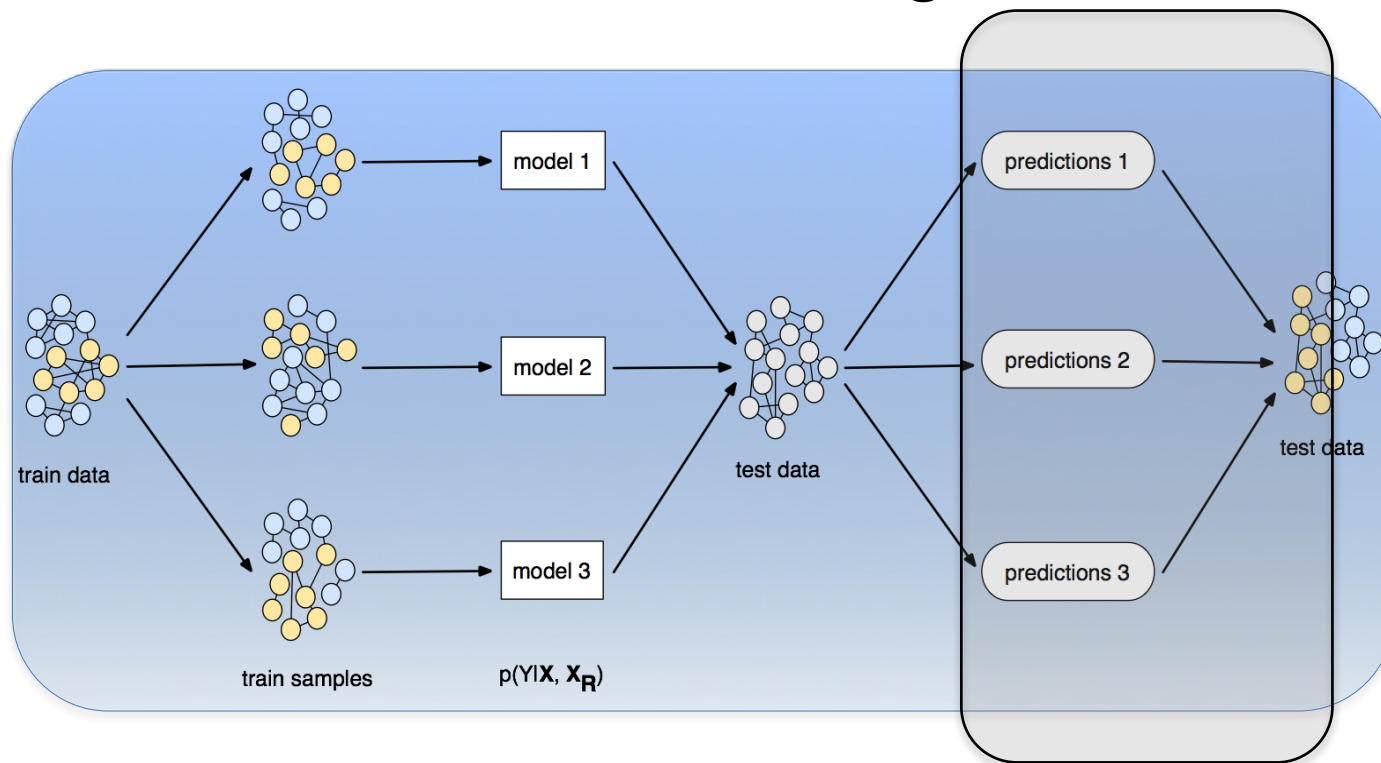 model 1
predictions 1
model 2
predictions 2
train data
test data
test data
model 3
predictions 3
train samples
p(Y|X, X_R)